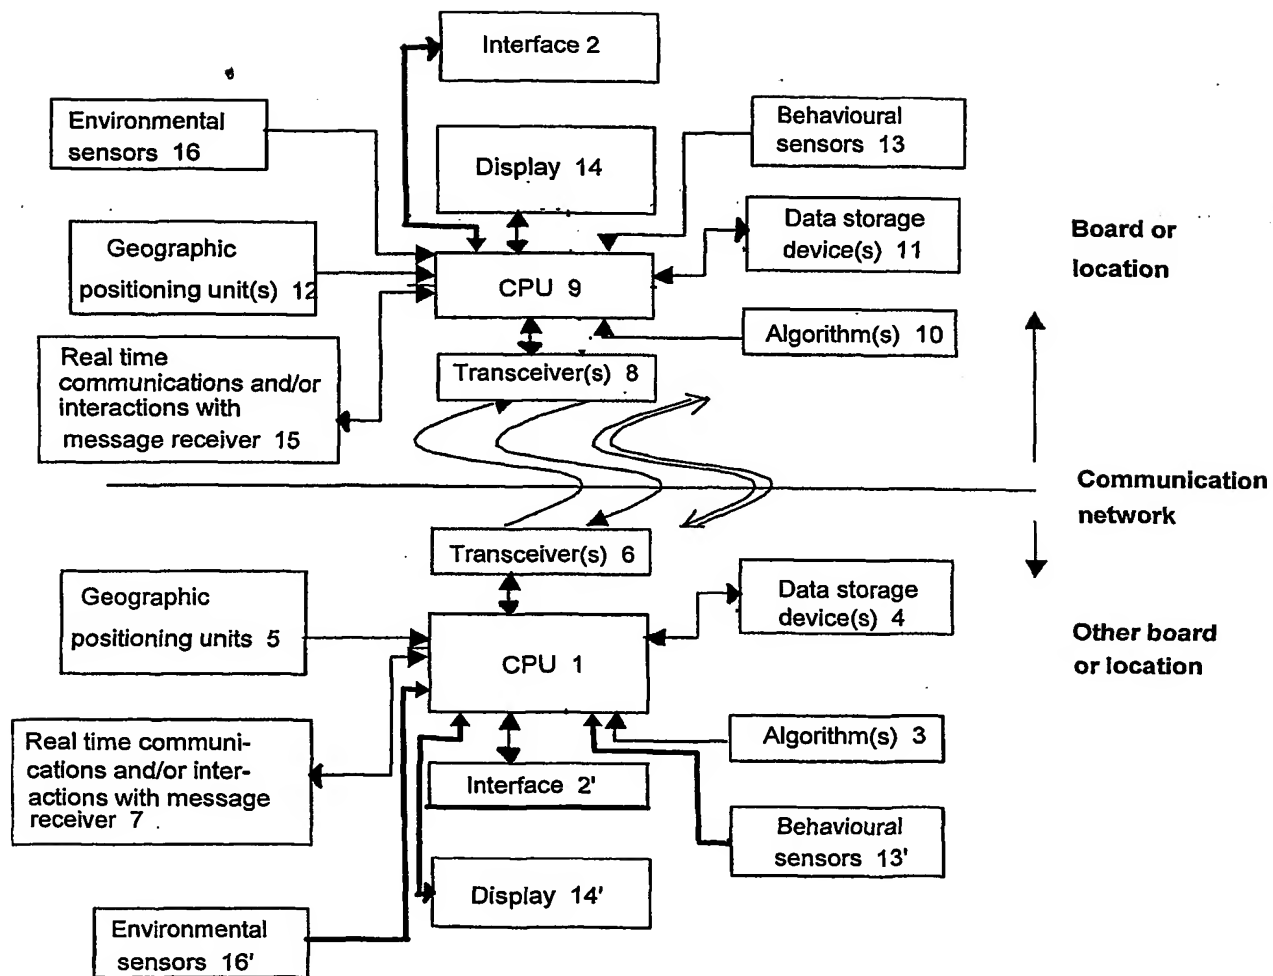 Interface 2
Environmental
sensors 16
Behavioural
sensors 13
Display 14
Data storage
device(s) 11
Geographic
positioning unit(s) 12
CPU 9
Board or
location
Algorithm(s) 10
Real time
communications and/or
interactions with
message receiver 15
Transceiver(s) 8
Communication
network
Transceiver(s) 6
Geographic
positioning units 5
Data storage
device(s) 4
CPU 1
Other board
or location
Real time communi-
cations and/or inter-
actions with message
receiver 7
Algorithm(s) 3
Interface 2'
Behavioural
sensors 13'
Display 14'
Environmental
sensors 16'